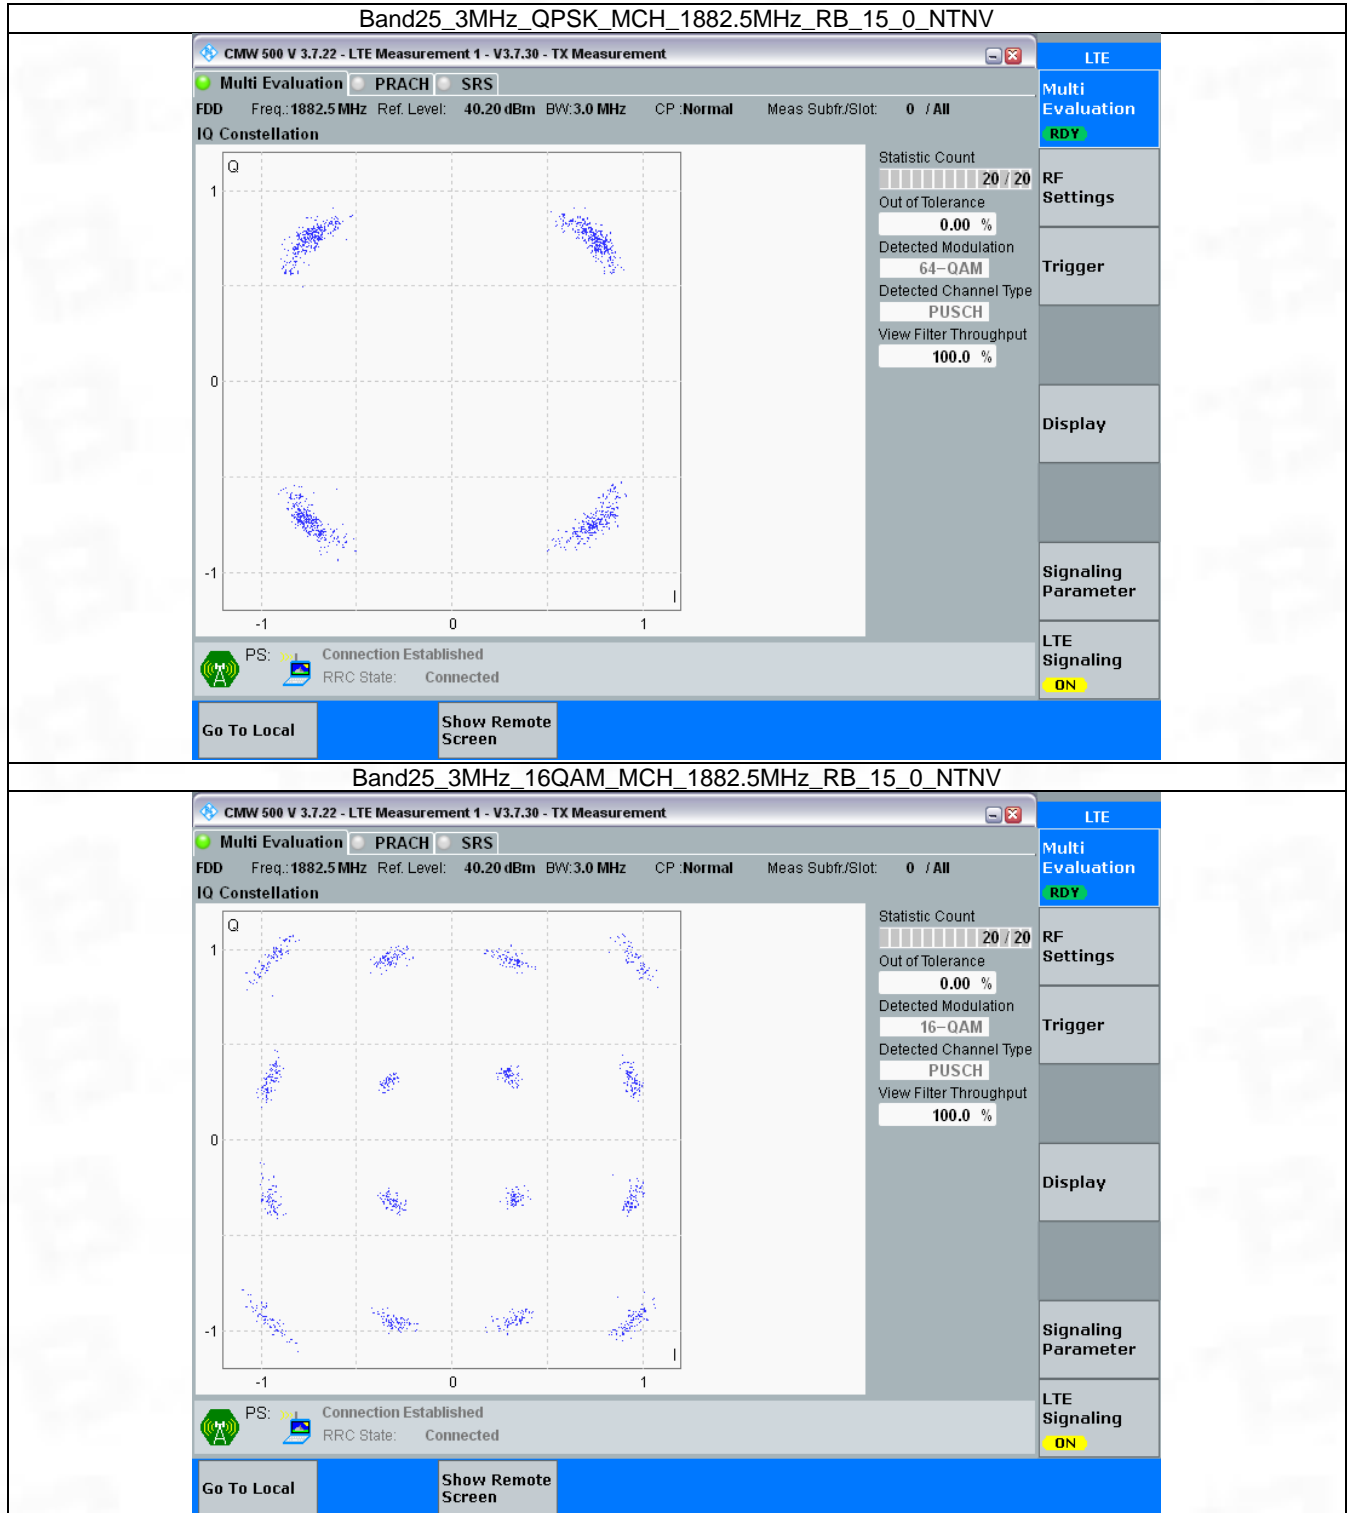 Band25_3MHz_QPSK_MCH_1882.5MHz_RB_15_0_NTNV
CMW 500 V 3.7.22 - LTE Measurement 1 - V3.7.30 - TX Measurement
LTE
Multi Evaluation PRACH SRS
Multi
Evaluation
RDY
FDD Freq.:1882.5 MHz Ref. Level: 40.20 dBm BW:3.0 MHz CP :Normal Meas Subfr./Slot: 0 / All
IQ Constellation
Q
1
0
-1
I
-1 0 1
Statistic Count
20 / 20
Out of Tolerance
0.00 %
Detected Modulation
64-QAM
Detected Channel Type
PUSCH
View Filter Throughput
100.0 %
RF
Settings
Trigger
Display
Signaling
Parameter
LTE
Signaling
ON
PS: Connection Established
RRC State: Connected
Go To Local
Show Remote
Screen
Band25_3MHz_16QAM_MCH_1882.5MHz_RB_15_0_NTNV
CMW 500 V 3.7.22 - LTE Measurement 1 - V3.7.30 - TX Measurement
LTE
Multi Evaluation PRACH SRS
Multi
Evaluation
RDY
FDD Freq.:1882.5 MHz Ref. Level: 40.20 dBm BW:3.0 MHz CP :Normal Meas Subfr./Slot: 0 / All
IQ Constellation
Q
1
0
-1
I
-1 0 1
Statistic Count
20 / 20
Out of Tolerance
0.00 %
Detected Modulation
16-QAM
Detected Channel Type
PUSCH
View Filter Throughput
100.0 %
RF
Settings
Trigger
Display
Signaling
Parameter
LTE
Signaling
ON
PS: Connection Established
RRC State: Connected
Go To Local
Show Remote
Screen